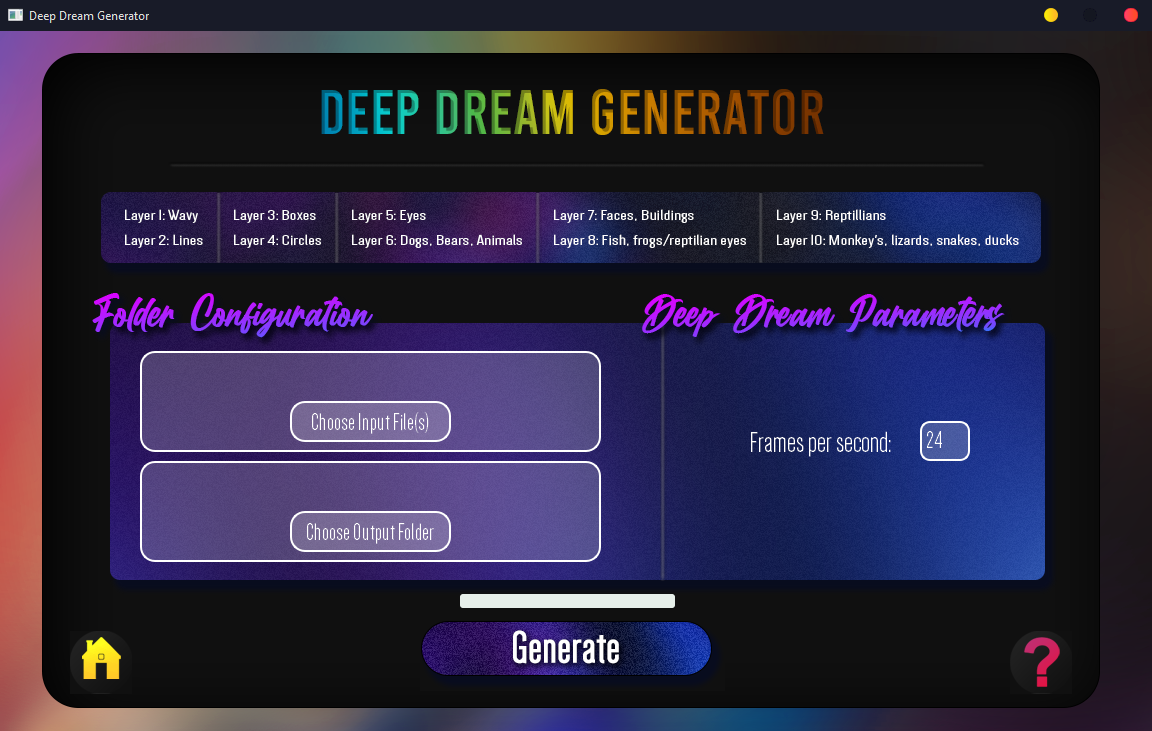 Deep Dream Generator
DEEP DREAM GENERATOR
Layer 1: Wavy
Layer 2: Lines
Layer 3: Boxes
Layer 4: Circles
Layer 5: Eyes
Layer 6: Dogs, Bears, Animals
Layer 7: Faces, Buildings
Layer 8: Fish, frogs/reptilian eyes
Layer 9: Reptillians
Layer 10: Monkey's, lizards, snakes, ducks
Folder Configuration
Choose Input File(s)
Choose Output Folder
Deep Dream Parameters
Frames per second: 24
Generate
?